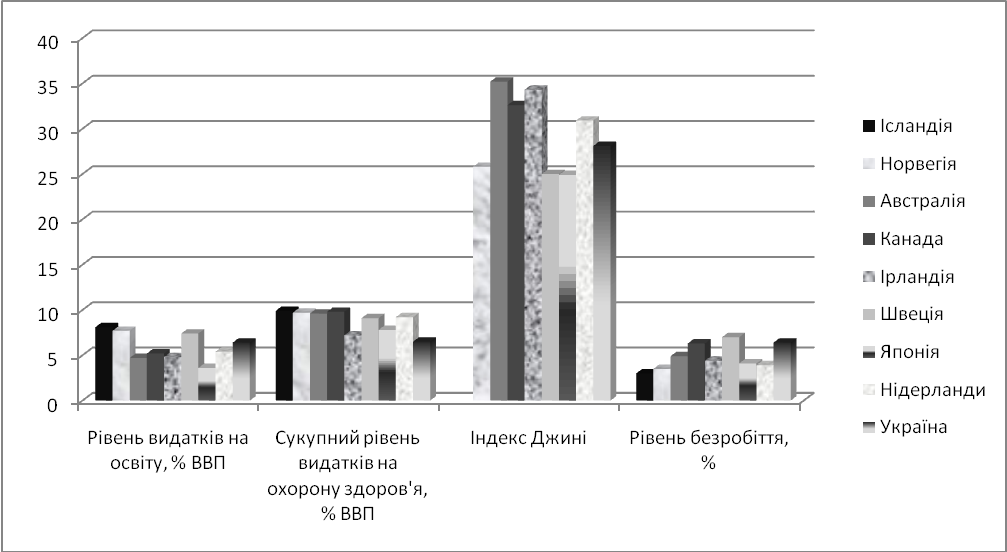 40
35
30
25
20
15
10
5
0
Рівень видатків на
освіту, % ВВП
Сукупний рівень
видатків на
охорону здоров'я,
% ВВП
Індекс Джині
Рівень безробіття,
%
Ісландія
Норвегія
Австралія
Канада
Ірландія
Швеція
Японія
Нідерланди
Україна